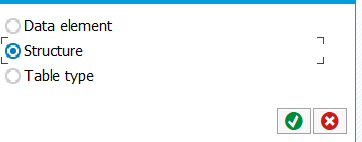 Data element
Structure
Table type